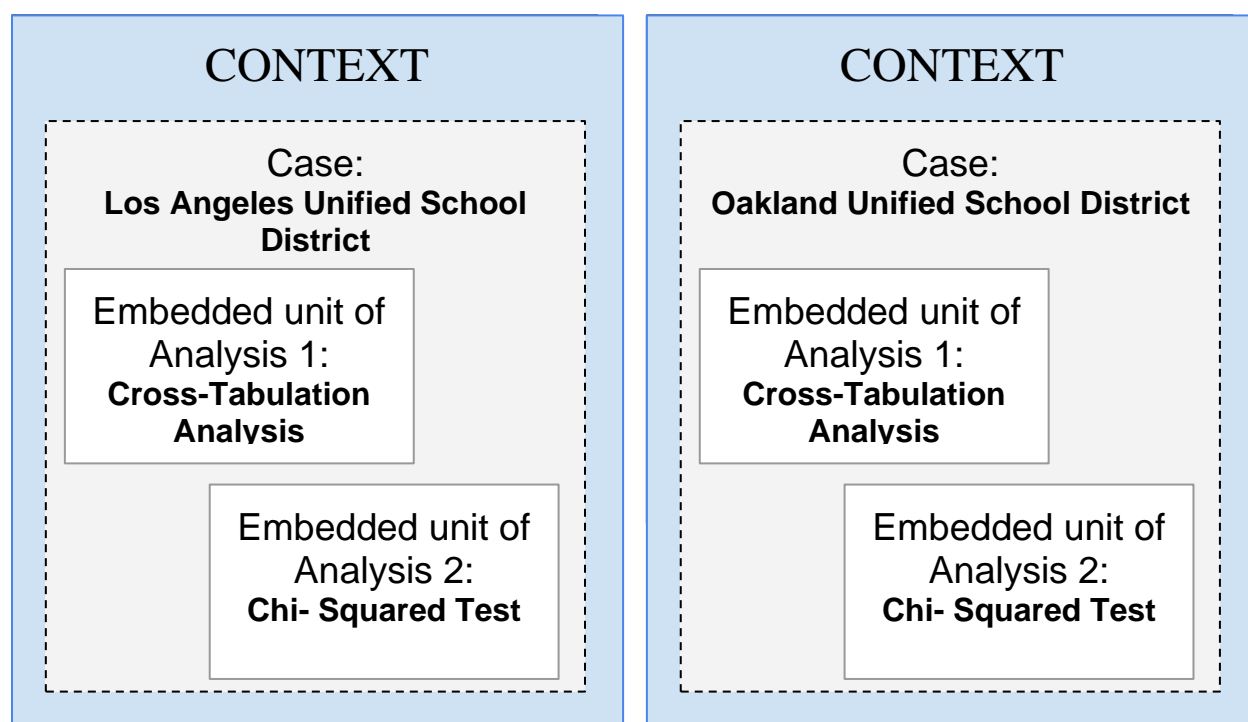 CONTEXT
Case:
Los Angeles Unified School
District
Embedded unit of
Analysis 1:
Cross-Tabulation
Analysis
Embedded unit of
Analysis 2:
Chi- Squared Test
CONTEXT
Case:
Oakland Unified School District
Embedded unit of
Analysis 1:
Cross-Tabulation
Analysis
Embedded unit of
Analysis 2:
Chi- Squared Test